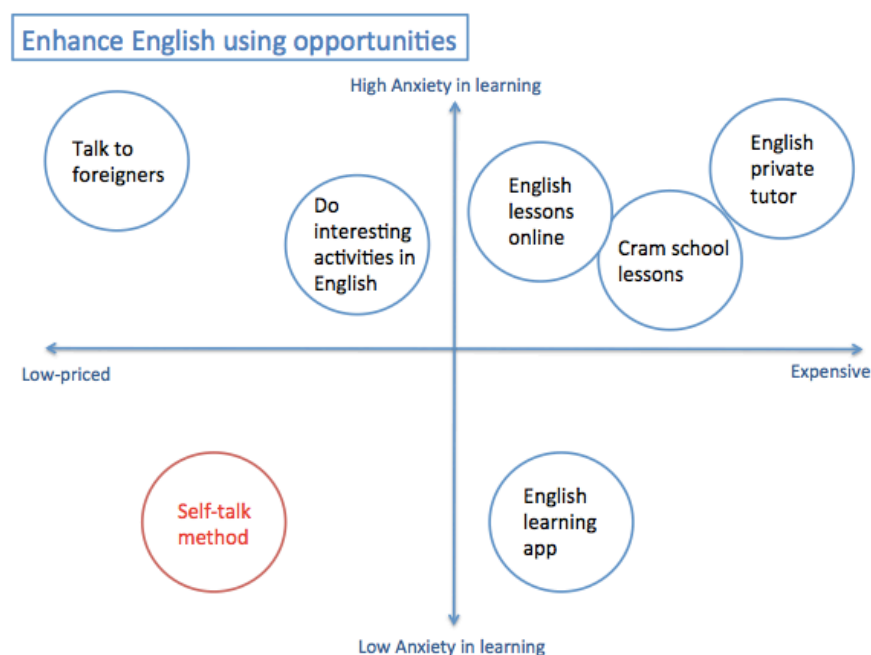 Enhance English using opportunities
High Anxiety in learning
Talk to
foreigners
Do
interesting
activities in
English
English
lessons
online
Cram school
lessons
English
private
tutor
Low-priced
Expensive
Self-talk
method
English
learning
app
Low Anxiety in learning